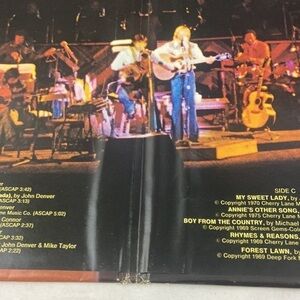 (ASCAP 3:42)
by John Denver
(ASCAP 3:13)
Music Co. (ASCAP 5:02)
Connor
(ASCAP 2:37)
(ASCAP 3:32)
John Denver & Mike Taylor
ASCAP 2:22)
SIDE C
MY SWEET LADY, by
© Copyright 1970 Cherry Lane M
ANNIE'S OTHER SONG,
© Copyright 1975 Cherry Lane M
BOY FROM THE COUNTRY, by Michael
© Copyright 1969 Screen Gems-Col
RHYMES & REASONS,
© Copyright 1969 Cherry Lane
FOREST LAWN, by
© Copyright 1969 Deep Fork